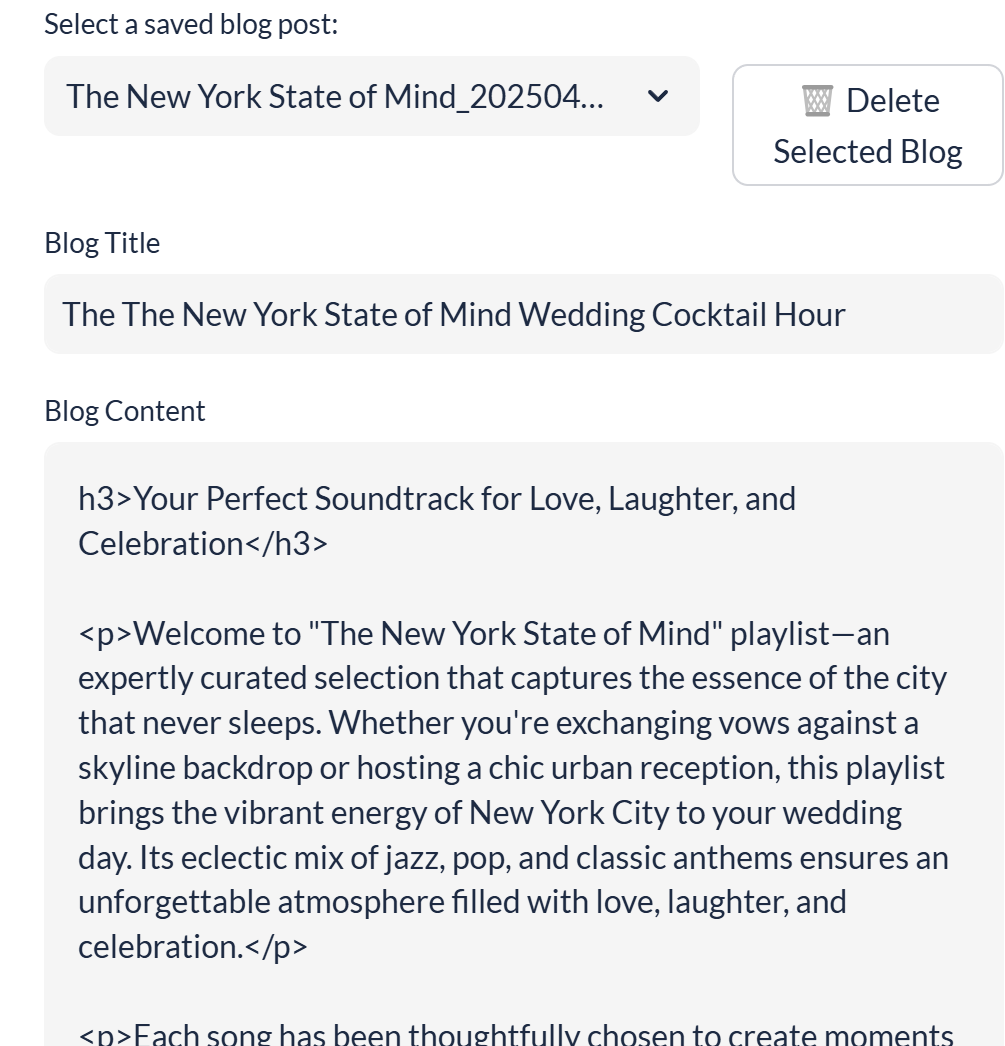 Select a saved blog post:
The New York State of Mind_202504...
Delete
Selected Blog
Blog Title
The The New York State of Mind Wedding Cocktail Hour
Blog Content
h3>Your Perfect Soundtrack for Love, Laughter, and
Celebration</h3>
<p>Welcome to "The New York State of Mind" playlist—an
expertly curated selection that captures the essence of the city
that never sleeps. Whether you're exchanging vows against a
skyline backdrop or hosting a chic urban reception, this playlist
brings the vibrant energy of New York City to your wedding
day. Its eclectic mix of jazz, pop, and classic anthems ensures an
unforgettable atmosphere filled with love, laughter, and
celebration.</p>
<p>Each song has been thoughtfully chosen to create moments